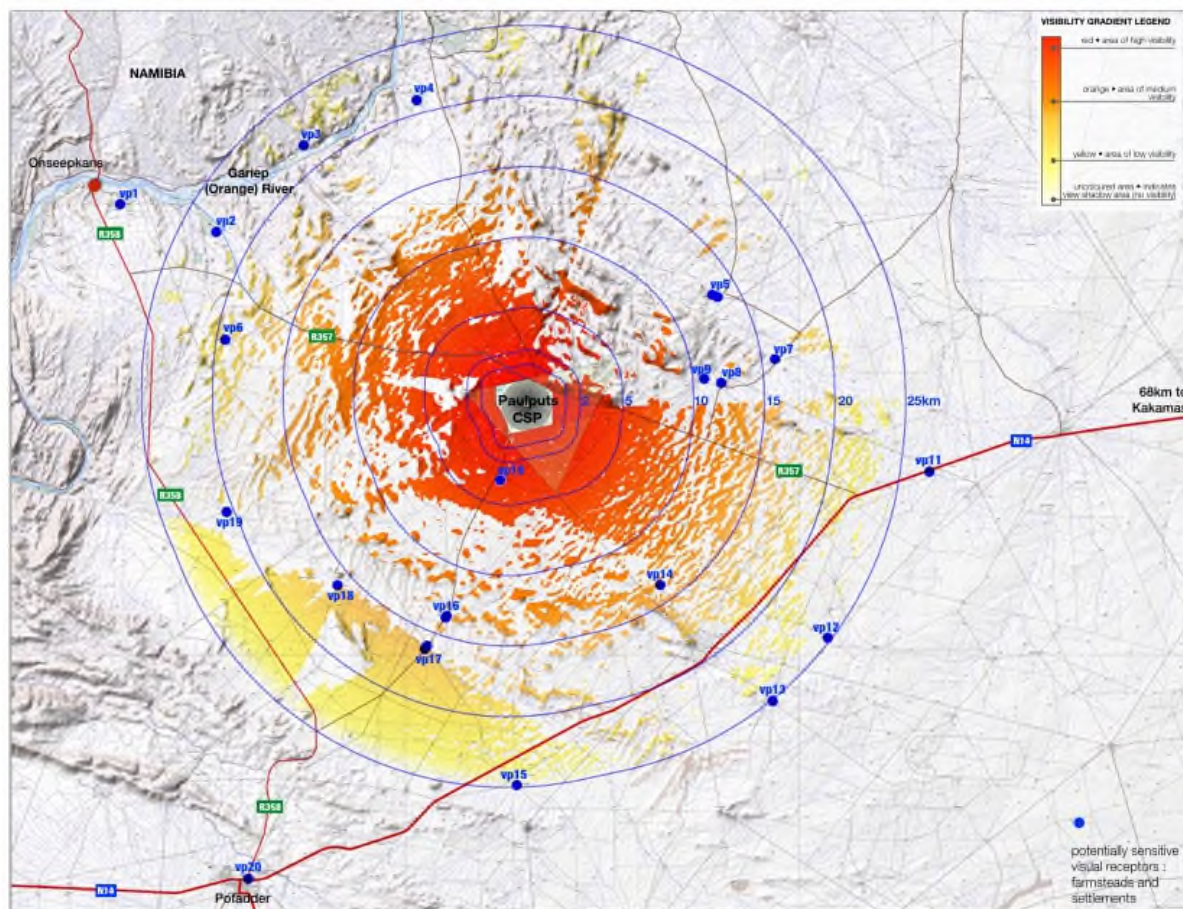 VISIBILITY GRADIENT LEGEND
red • area of high visibility
orange • area of medium
visibility
yellow • area of low visibility
uncoloured area • indicates
view shadow area (no visibility)
NAMIBIA
vp4
vp3
Onseepkans
Gariep
(Orange) River
vp1
vp2
R358
vp5
R357
vp6
vp7
vp9
vp8
Paulputs
CSP
2
5
10
15
20
25km
68km to
Kakamas
N14
vp11
R357
R358
vp19
vp14
vp18
vp16
vp12
vp17
vp13
vp15
R358
vp20
N14
Pofadder
potentially sensitive
visual receptors :
farmsteads and
settlements